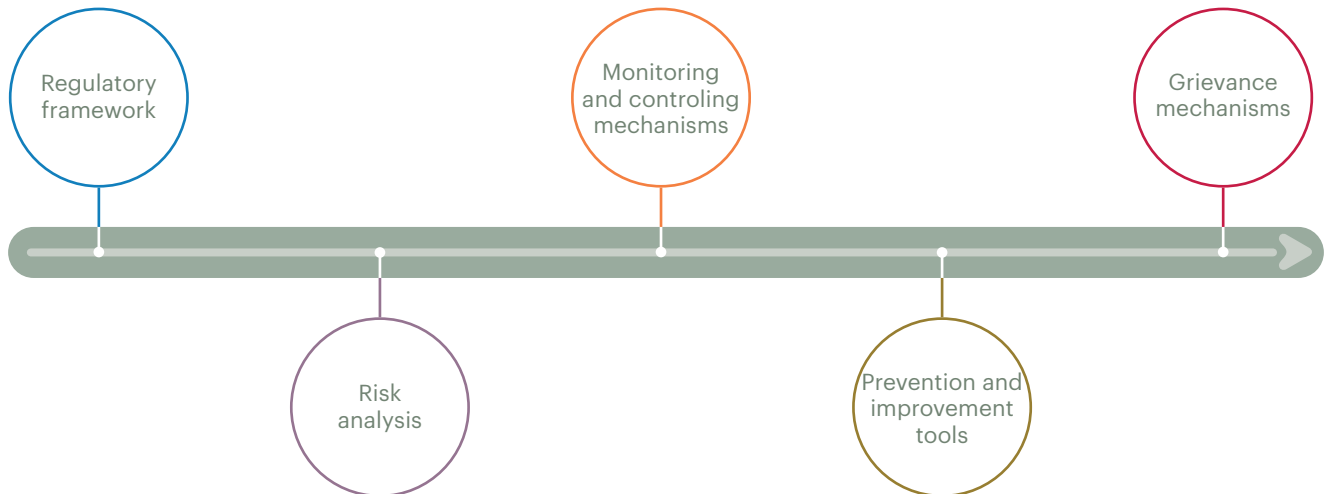 Regulatory
framework
Risk
analysis
Monitoring
and controling
mechanisms
Prevention and
improvement
tools
Grievance
mechanisms